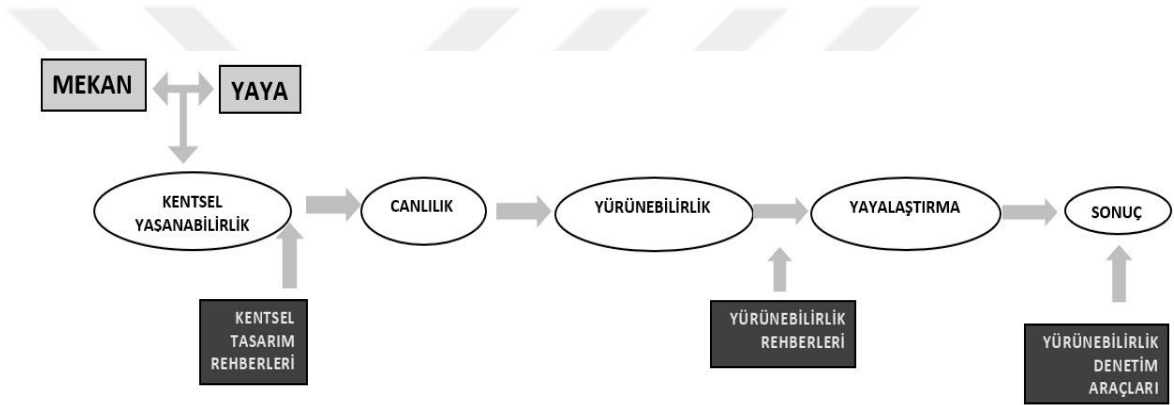 MEKAN
YAYA
KENTSEL
YAŞANABİLİRLİK
CANLILIK
YÜRÜNEBİLİRLİK
YAYALAŞTIRMA
SONUÇ
KENTSEL
TASARIM
REHBERLERİ
YÜRÜNEBİLİRLİK
REHBERLERİ
YÜRÜNEBİLİRLİK
DENETİM
ARAÇLARI